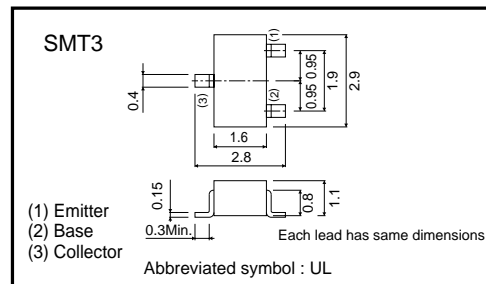 SMT3
(1)
(2)
(3)
0.4
0.95
0.95
1.9
2.9
1.6
2.8
0.15
0.3Min.
0.8
1.1
(1) Emitter
(2) Base
(3) Collector
Each lead has same dimensions
Abbreviated symbol : UL